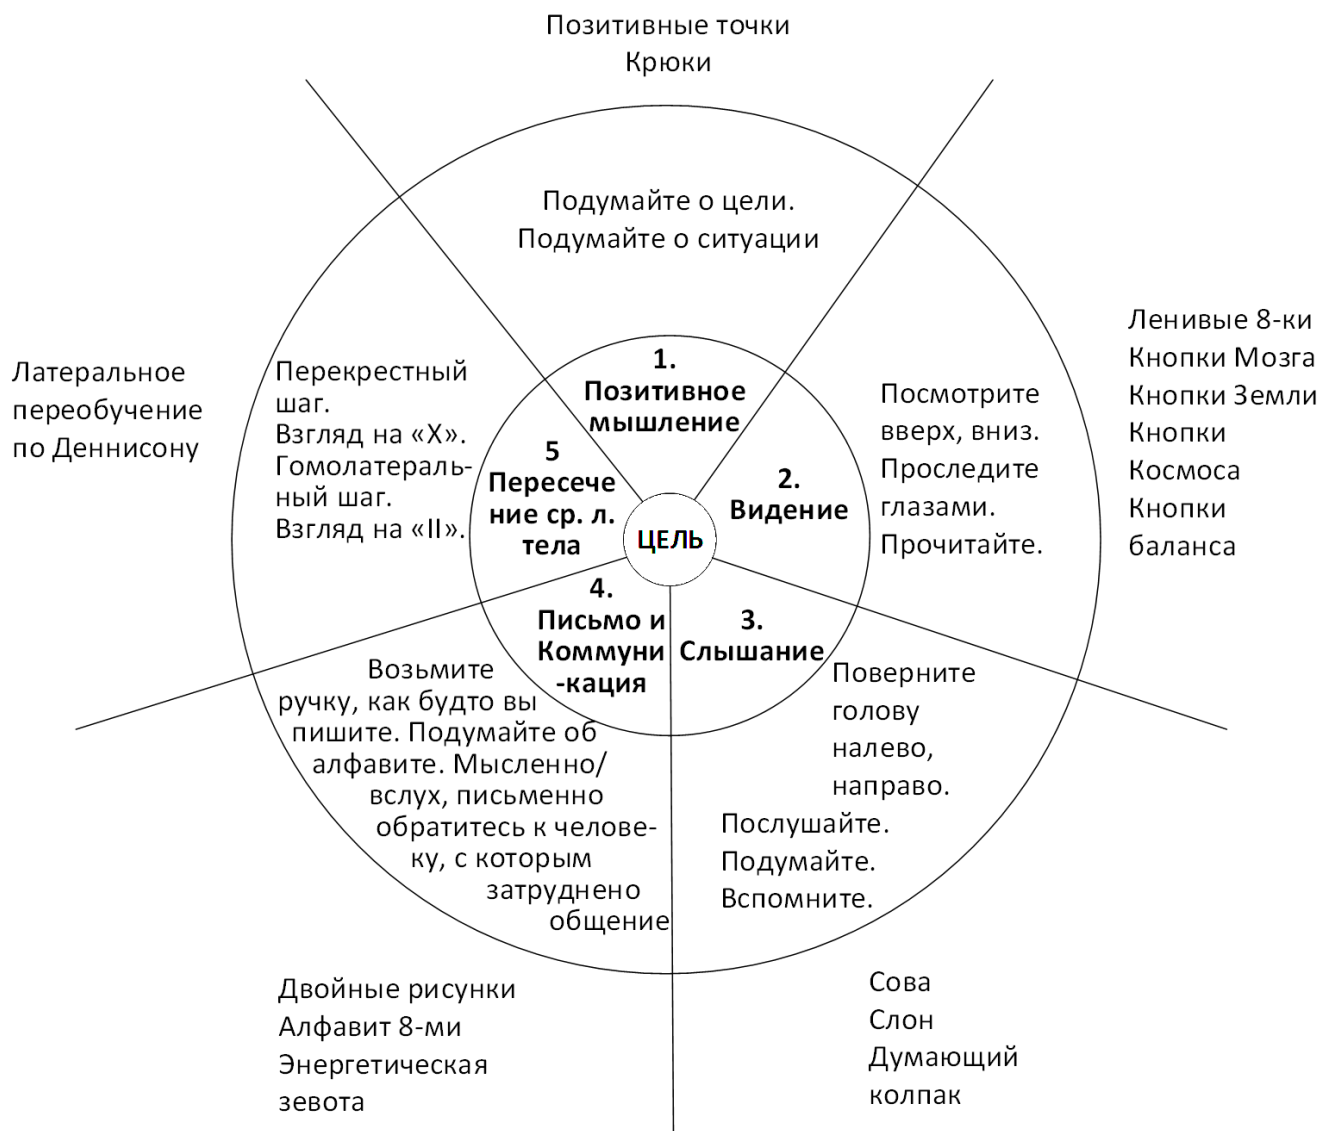 Позитивные точки
Крюки
Подумайте о цели.
Подумайте о ситуации
1.
Позитивное
мышление
Ленивые 8-ки
Кнопки Мозга
Кнопки Земли
Кнопки
Космоса
Кнопки
баланса
Посмотрите
вверх, вниз.
Проследите
глазами.
Прочитайте.
2.
Видение
Латеральное
переобучение
по Деннисону
Перекрестный
шаг.
Взгляд на «X».
Гомолатераль-
ный шаг.
Взгляд на «II».
5
Пересече
ние ср. л.
тела
ЦЕЛЬ
4.
Письмо и
Коммуни
-кация
3.
Слышание
Возьмите
ручку, как будто вы
пишите. Подумайте об
алфавите. Мысленно/
вслух, письменно
обратитесь к челове-
ку, с которым
затруднено
общение
Поверните
голову
налево,
направо.
Послушайте.
Подумайте.
Вспомните.
Двойные рисунки
Алфавит 8-ми
Энергетическая
зевота
Сова
Слон
Думающий
колпак